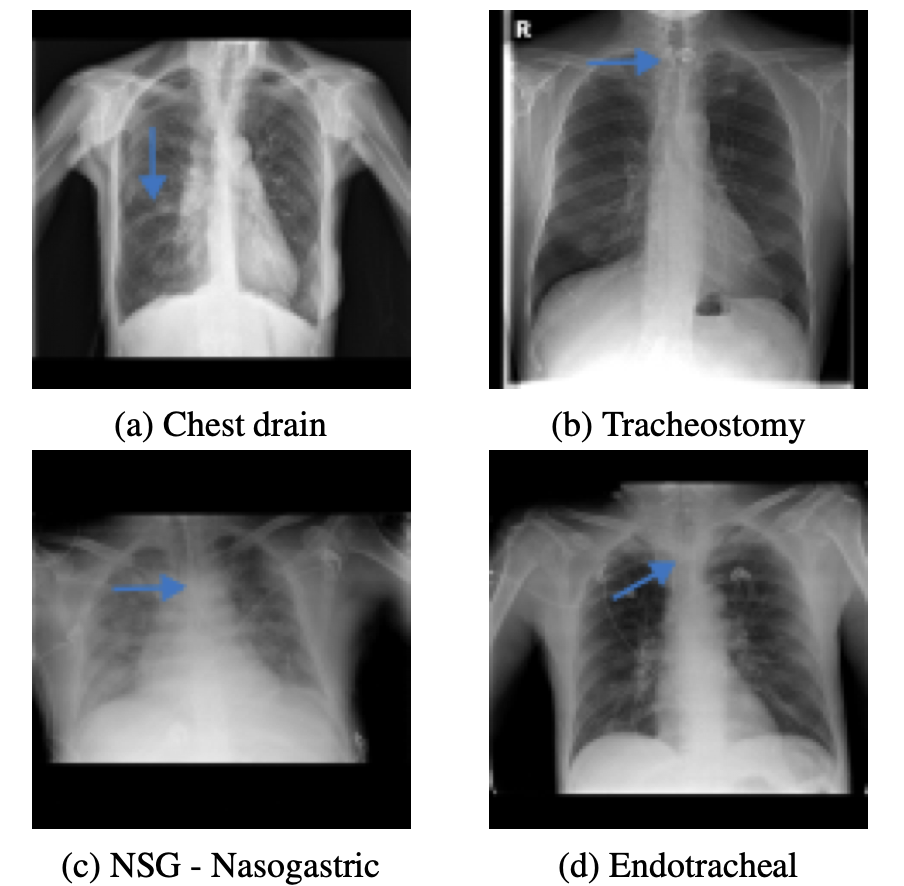 R
(a) Chest drain
(b) Tracheostomy
(c) NSG - Nasogastric
(d) Endotracheal